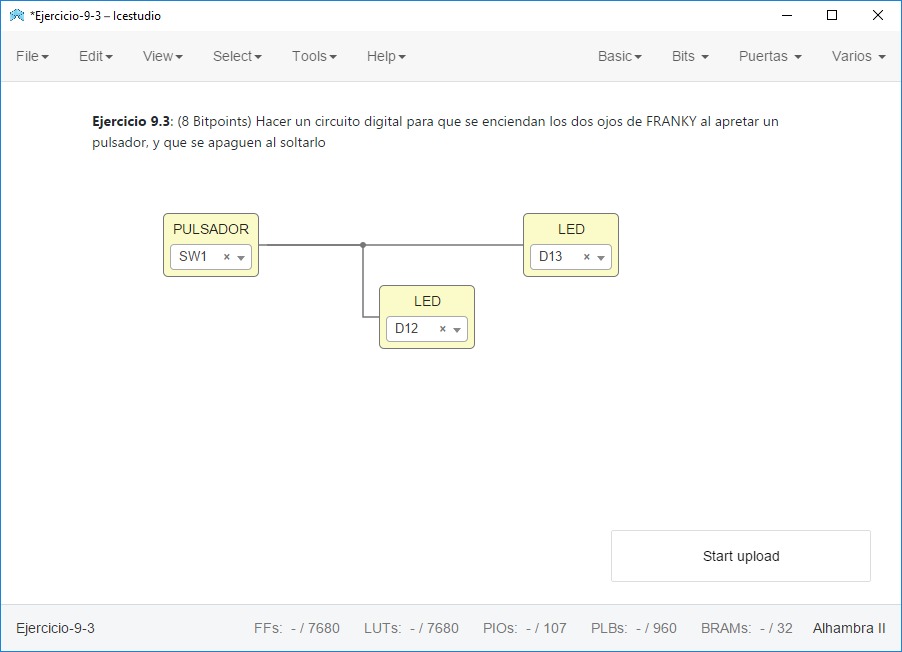 *Ejercicio-9-3 – Icestudio
File Edit View Select Tools Help Basic Bits Puertas Varios
Ejercicio 9.3: (8 Bitpoints) Hacer un circuito digital para que se enciendan los dos ojos de FRANKY al apretar un
pulsador, y que se apaguen al soltarlo
PULSADOR
SW1 ×
LED
D13 ×
LED
D12 ×
Start upload
Ejercicio-9-3 FFs: - / 7680 LUTs: - / 7680 PIOs: - / 107 PLBs: - / 960 BRAMs: - / 32 Alhambra II